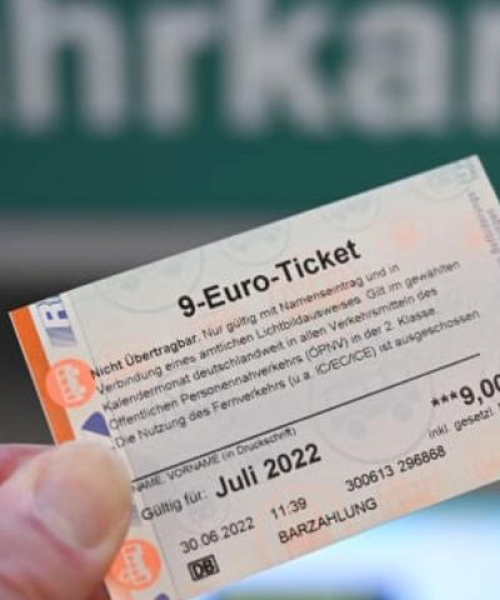 hrka
9-Euro-Ticket
Nicht Übertragbar. Nur gültig mit Namenseintrag und in
Verbindung eines amtlichen Lichtbildausweises. Gilt im gewählten
Kalendermonat deutschlandweit in allen Verkehrsmitteln des
Öffentlichen Personennahverkehrs (ÖPNV) in der 2. Klasse.
Die Nutzung des Fernverkehrs (u.a. IC/EC/ICE) ist ausgeschlossen
***9,00
NAME, VORNAME (in Druckschrift)
inkl. gesetzl.
Gültig für: Juli 2022
30.06.2022 11:39 300613 296868
BARZAHLUNG
DB